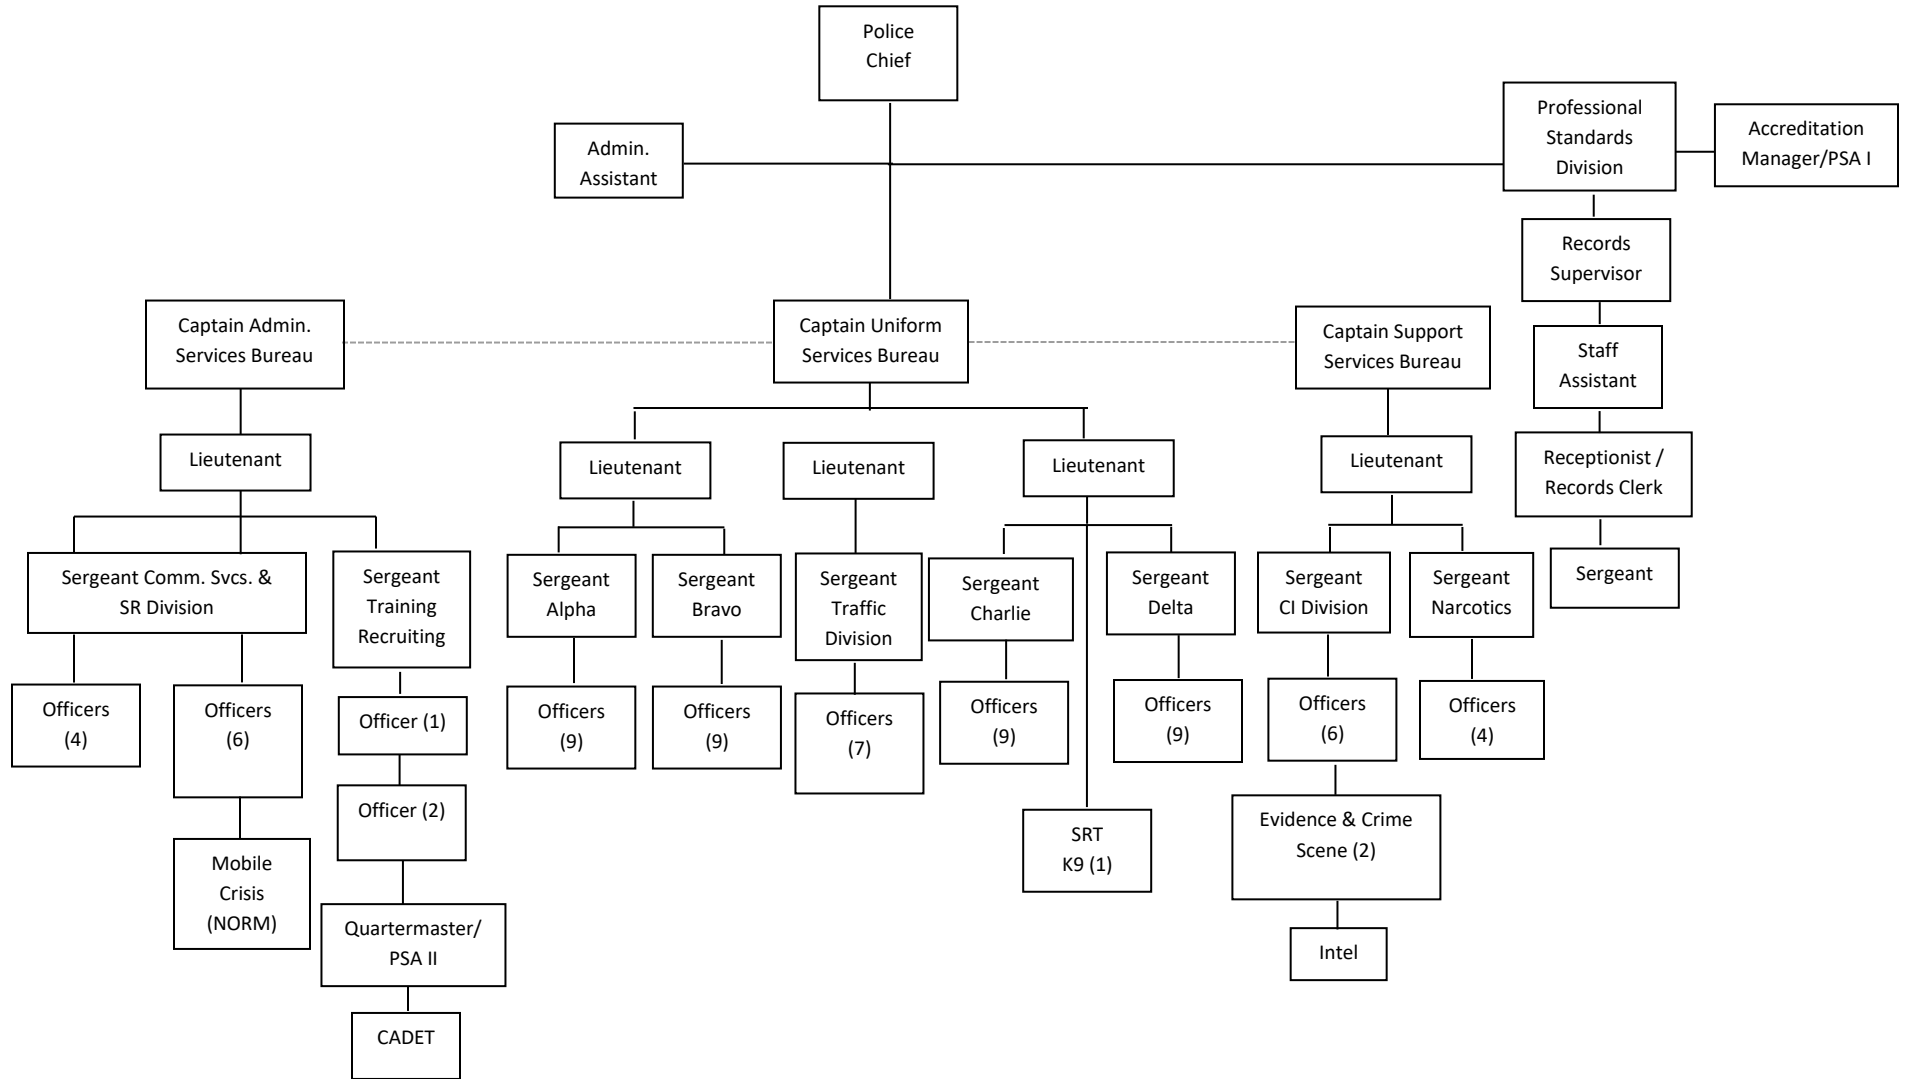 Police
Chief
Admin.
Assistant
Professional
Standards
Division
Accreditation
Manager/PSA I
Records
Supervisor
Staff
Assistant
Receptionist /
Records Clerk
Sergeant
Captain Admin.
Services Bureau
Captain Uniform
Services Bureau
Captain Support
Services Bureau
Lieutenant
Lieutenant
Lieutenant
Lieutenant
Lieutenant
Sergeant Comm. Svcs. &
SR Division
Sergeant
Training
Recruiting
Sergeant
Alpha
Sergeant
Bravo
Sergeant
Traffic
Division
Sergeant
Charlie
Sergeant
Delta
Sergeant
CI Division
Sergeant
Narcotics
Officers
(4)
Officers
(6)
Officer (1)
Officers
(9)
Officers
(9)
Officers
(7)
Officers
(9)
Officers
(9)
Officers
(6)
Officers
(4)
Officer (2)
Mobile
Crisis
(NORM)
SRT
K9 (1)
Evidence & Crime
Scene (2)
Quartermaster/
PSA II
Intel
CADET